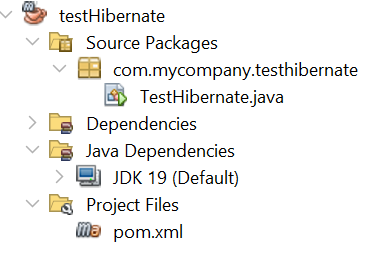 testHibernate
Source Packages
com.mycompany.testhibernate
TestHibernate.java
Dependencies
Java Dependencies
JDK 19 (Default)
Project Files
pom.xml